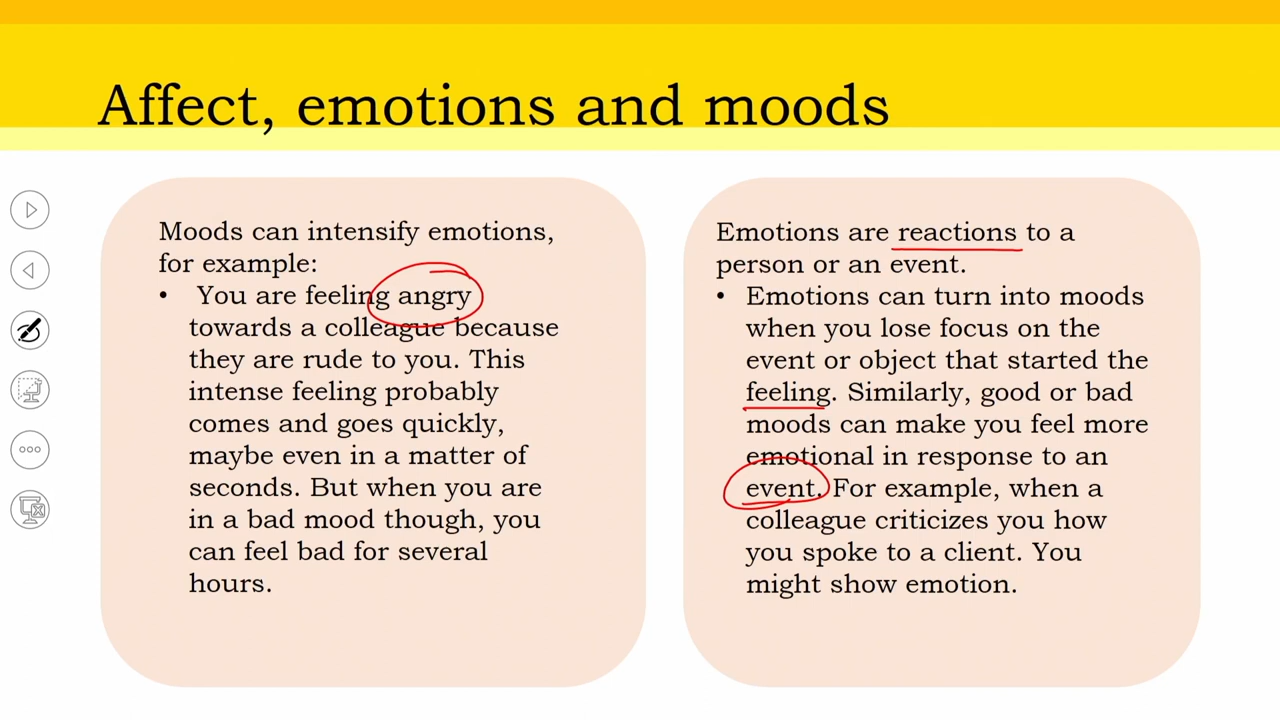 Affect, emotions and moods
Moods can intensify emotions,
for example:
• You are feeling angry
towards a colleague because
they are rude to you. This
intense feeling probably
comes and goes quickly,
maybe even in a matter of
seconds. But when you are
in a bad mood though, you
can feel bad for several
hours.
Emotions are reactions to a
person or an event.
• Emotions can turn into moods
when you lose focus on the
event or object that started the
feeling. Similarly, good or bad
moods can make you feel more
emotional in response to an
event. For example, when a
colleague criticizes you how
you spoke to a client. You
might show emotion.